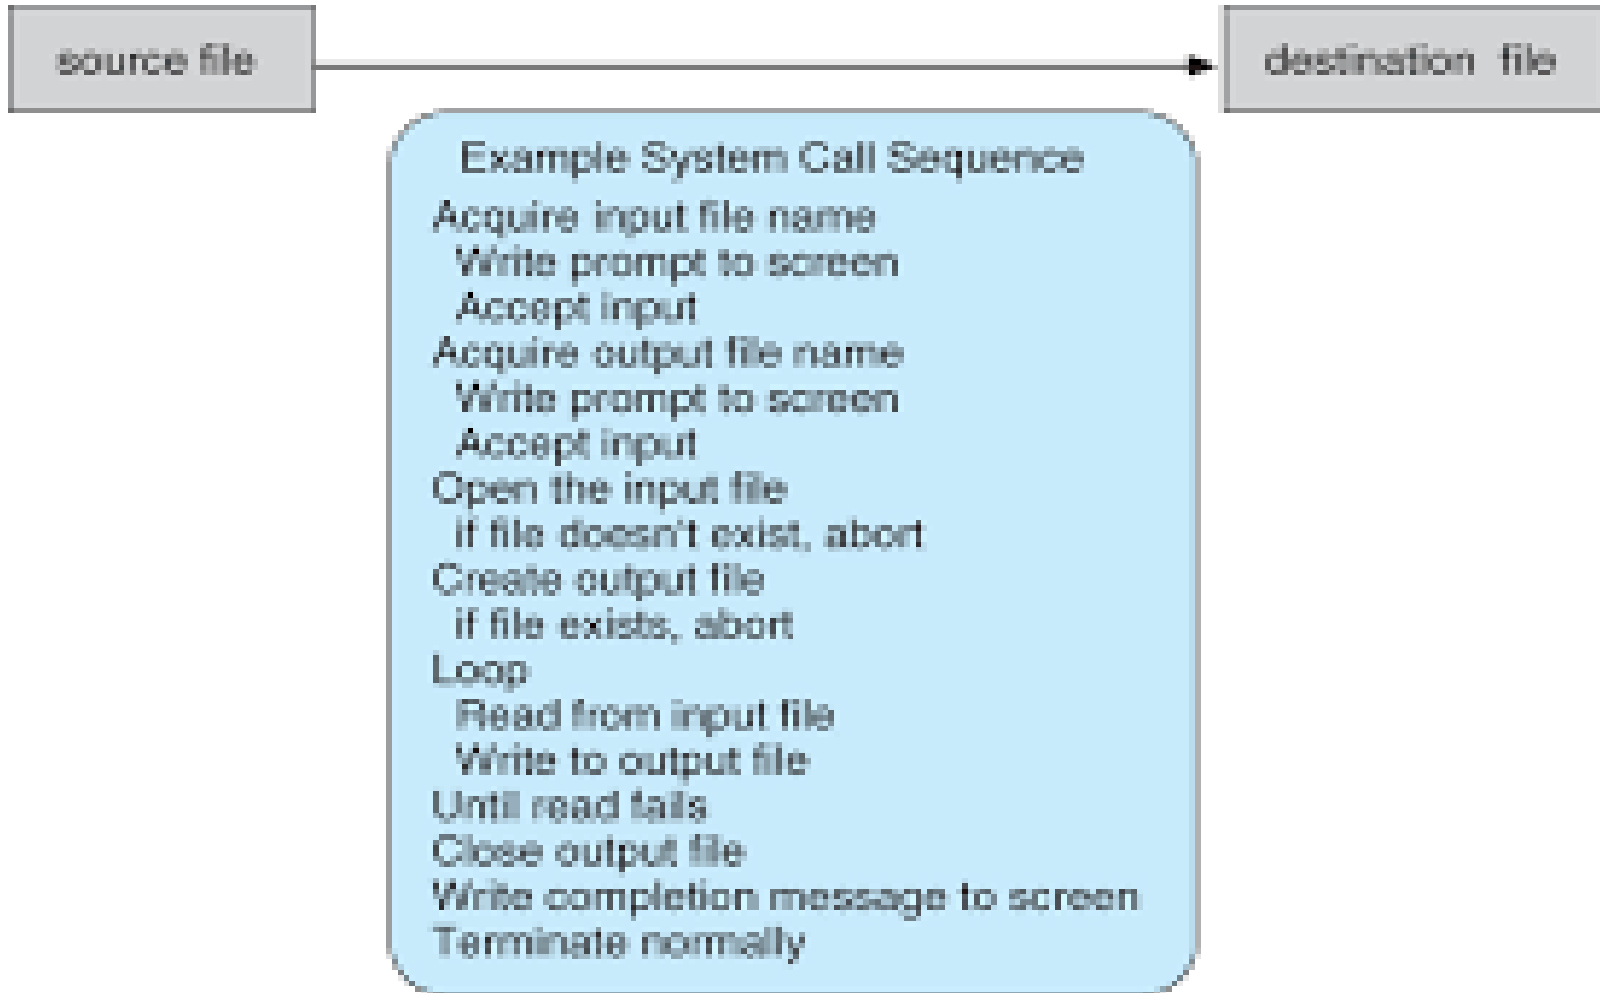 source file
destination file
Example System Call Sequence
Acquire input file name
Write prompt to screen
Accept input
Acquire output file name
Write prompt to screen
Accept input
Open the input file
if file doesn't exist, abort
Create output file
if file exists, abort
Loop
Read from input file
Write to output file
Until read fails
Close output file
Write completion message to screen
Terminate normally